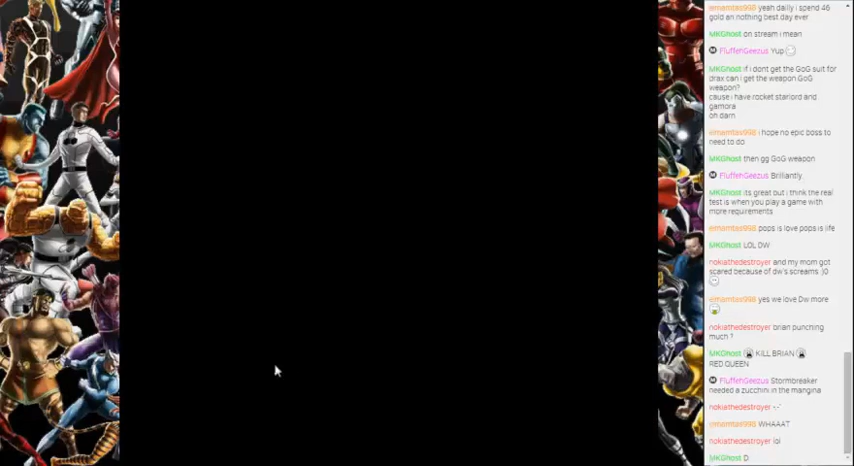 elmamtas998 yeah dailly i spend 46
gold an nothing best day ever
MKGhost on stream i mean
FluffehGeezus Yup
MKGhost if i dont get the GoG suit for
drax can i get the weapon GoG
weapon?
cause i have rocket starlord and
gamora
oh darn
elmamtas998 i hope no epic boss to
need to do
MKGhost then gg GoG weapon
FluffehGeezus Brilliantly.
MKGhost its great but i think the real
test is when you play a game with
more requirements
elmamtas998 pops is love pops is life
MKGhost LOL DW
nokiathedestroyer and my mom got
scared because of dw's screams :)0
elmamtas998 yes we love Dw more
nokiathedestroyer brian punching
much ?
MKGhost KILL BRIAN
RED QUEEN
FluffehGeezus Stormbreaker
needed a zucchini in the mangina
nokiathedestroyer -.-'
elmamtas998 WHAAAT
nokiathedestroyer lol
MKGhost D: